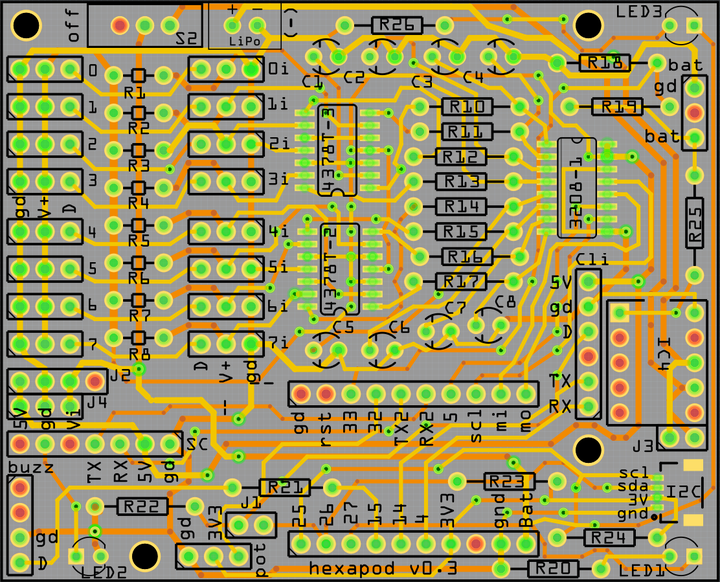 off
S2
+ -
LiPo
(-)
R26
LED3
C1 C2 C3 C4
R18
bat
gd
bat
0 R1 0i
1 R2 1i
2 R3 2i
3 R4 3i
gd V+ D
4 R5 4i
5 R6 5i
6 R7 6i
7 R8 7i
D V+ gd
4378T-3
4378T-2
R10
R11
R12
R13
R14
R15
R16
R17
3208-1
R19
R25
C5 C6 C7 C8
Cli
5V
gd
D
TX
RX
IC4
J3
J2
J4
5V gd Vi
gd rst 33 32 TX2 RX2 5 scl mi mo
SC
TX RX 5V gd
buzz
gd
D
R22
R21
R23
R24
R20
J1
gd 3V3
pot
25 26 27 15 14 4 3V3 gnd Bat
hexapod v0.3
scl
sda
3V
gnd
I2C
LED2
LED1